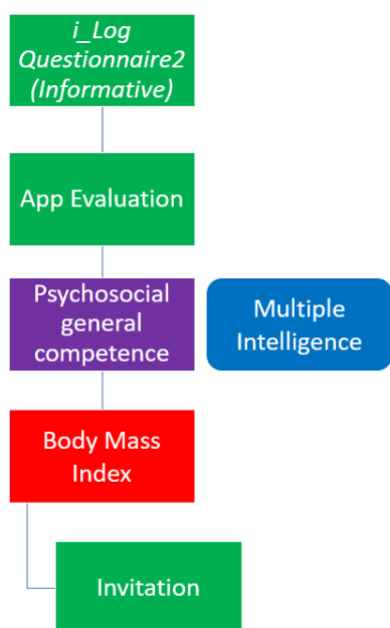 i_Log
Questionnaire2
(Informative)
App Evaluation
Psychosocial
general
competence
Multiple
Intelligence
Body Mass
Index
Invitation